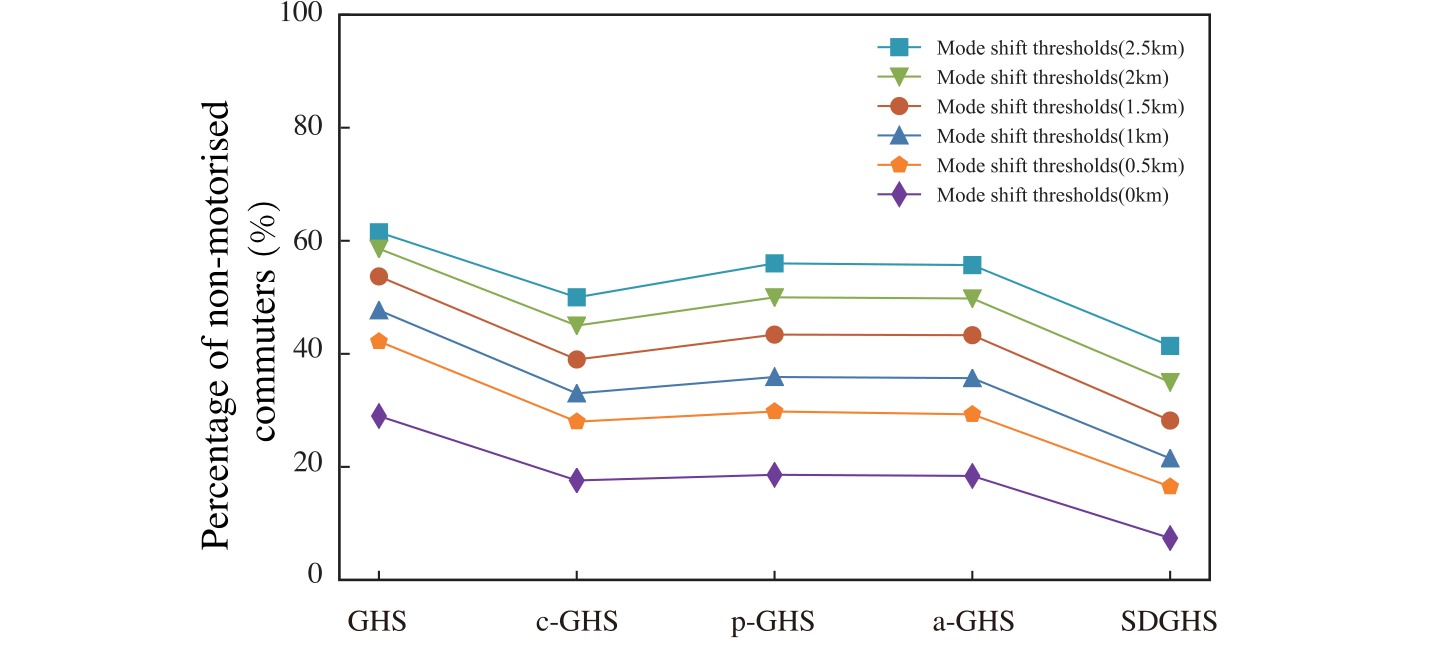 100
80
60
40
20
0
Percentage of non-motorised
commuters (%)
Mode shift thresholds(2.5km)
Mode shift thresholds(2km)
Mode shift thresholds(1.5km)
Mode shift thresholds(1km)
Mode shift thresholds(0.5km)
Mode shift thresholds(0km)
GHS c-GHS p-GHS a-GHS SDGHS